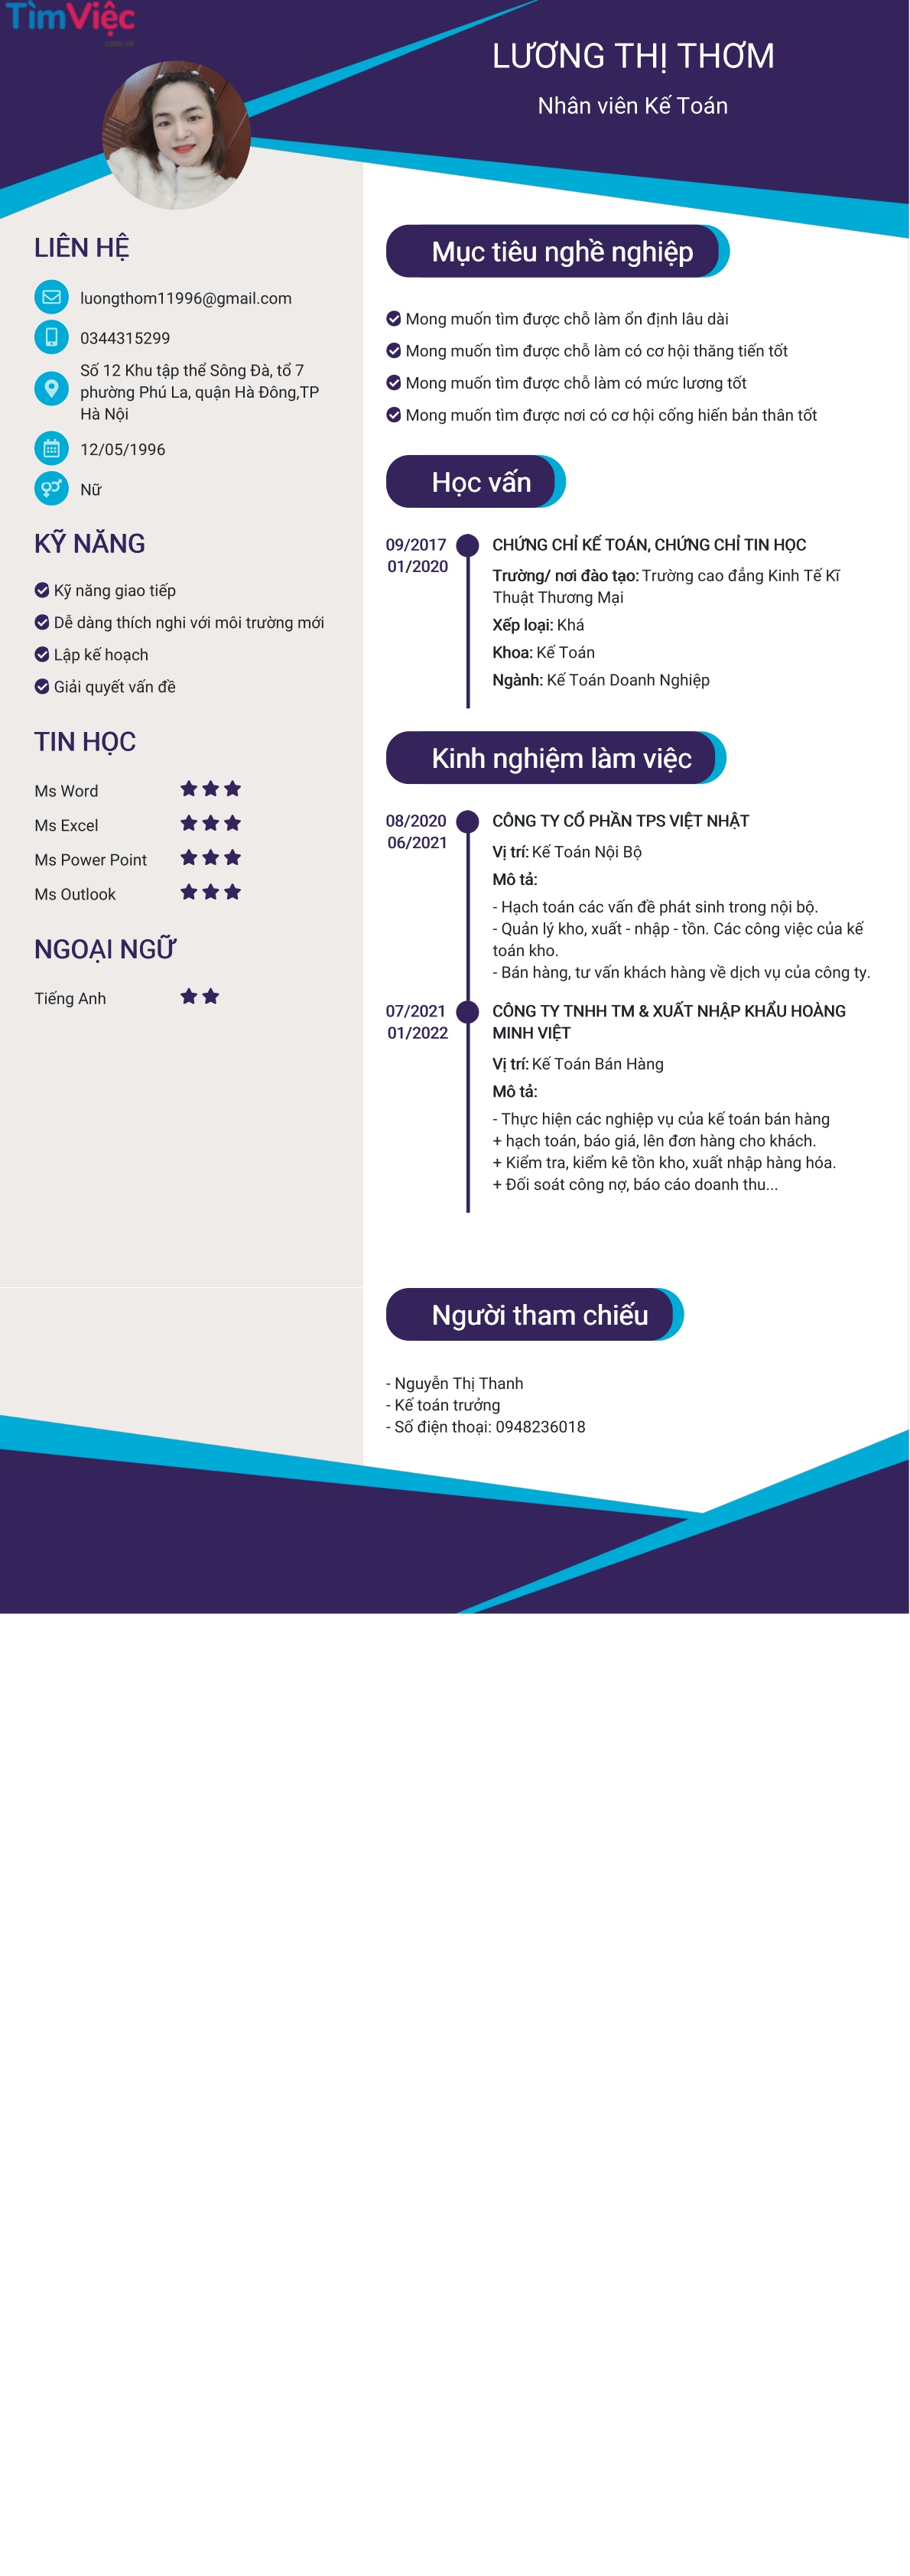 TìmViệc
.com.vn
LƯƠNG THỊ THƠM
Nhân viên Kế Toán
LIÊN HỆ
luongthom11996@gmail.com
0344315299
Số 12 Khu tập thể Sông Đà, tổ 7
phường Phú La, quận Hà Đông,TP
Hà Nội
12/05/1996
Nữ
KỸ NĂNG
Kỹ năng giao tiếp
Dễ dàng thích nghi với môi trường mới
Lập kế hoạch
Giải quyết vấn đề
TIN HỌC
Ms Word
Ms Excel
Ms Power Point
Ms Outlook
NGOẠI NGỮ
Tiếng Anh
Mục tiêu nghề nghiệp
Mong muốn tìm được chỗ làm ổn định lâu dài
Mong muốn tìm được chỗ làm có cơ hội thăng tiến tốt
Mong muốn tìm được chỗ làm có mức lương tốt
Mong muốn tìm được nơi có cơ hội cống hiến bản thân tốt
Học vấn
09/2017
01/2020
CHỨNG CHỈ KẾ TOÁN, CHỨNG CHỈ TIN HỌC
Trường/ nơi đào tạo: Trường cao đẳng Kinh Tế Kĩ
Thuật Thương Mại
Xếp loại: Khá
Khoa: Kế Toán
Ngành: Kế Toán Doanh Nghiệp
Kinh nghiệm làm việc
08/2020
06/2021
CÔNG TY CỔ PHẦN TPS VIỆT NHẬT
Vị trí: Kế Toán Nội Bộ
Mô tả:
- Hạch toán các vấn đề phát sinh trong nội bộ.
- Quản lý kho, xuất - nhập - tồn. Các công việc của kế
toán kho.
- Bán hàng, tư vấn khách hàng về dịch vụ của công ty.
07/2021
01/2022
CÔNG TY TNHH TM & XUẤT NHẬP KHẨU HOÀNG
MINH VIỆT
Vị trí: Kế Toán Bán Hàng
Mô tả:
- Thực hiện các nghiệp vụ của kế toán bán hàng
+ hạch toán, báo giá, lên đơn hàng cho khách.
+ Kiểm tra, kiểm kê tồn kho, xuất nhập hàng hóa.
+ Đối soát công nợ, báo cáo doanh thu...
Người tham chiếu
- Nguyễn Thị Thanh
- Kế toán trưởng
- Số điện thoại: 0948236018